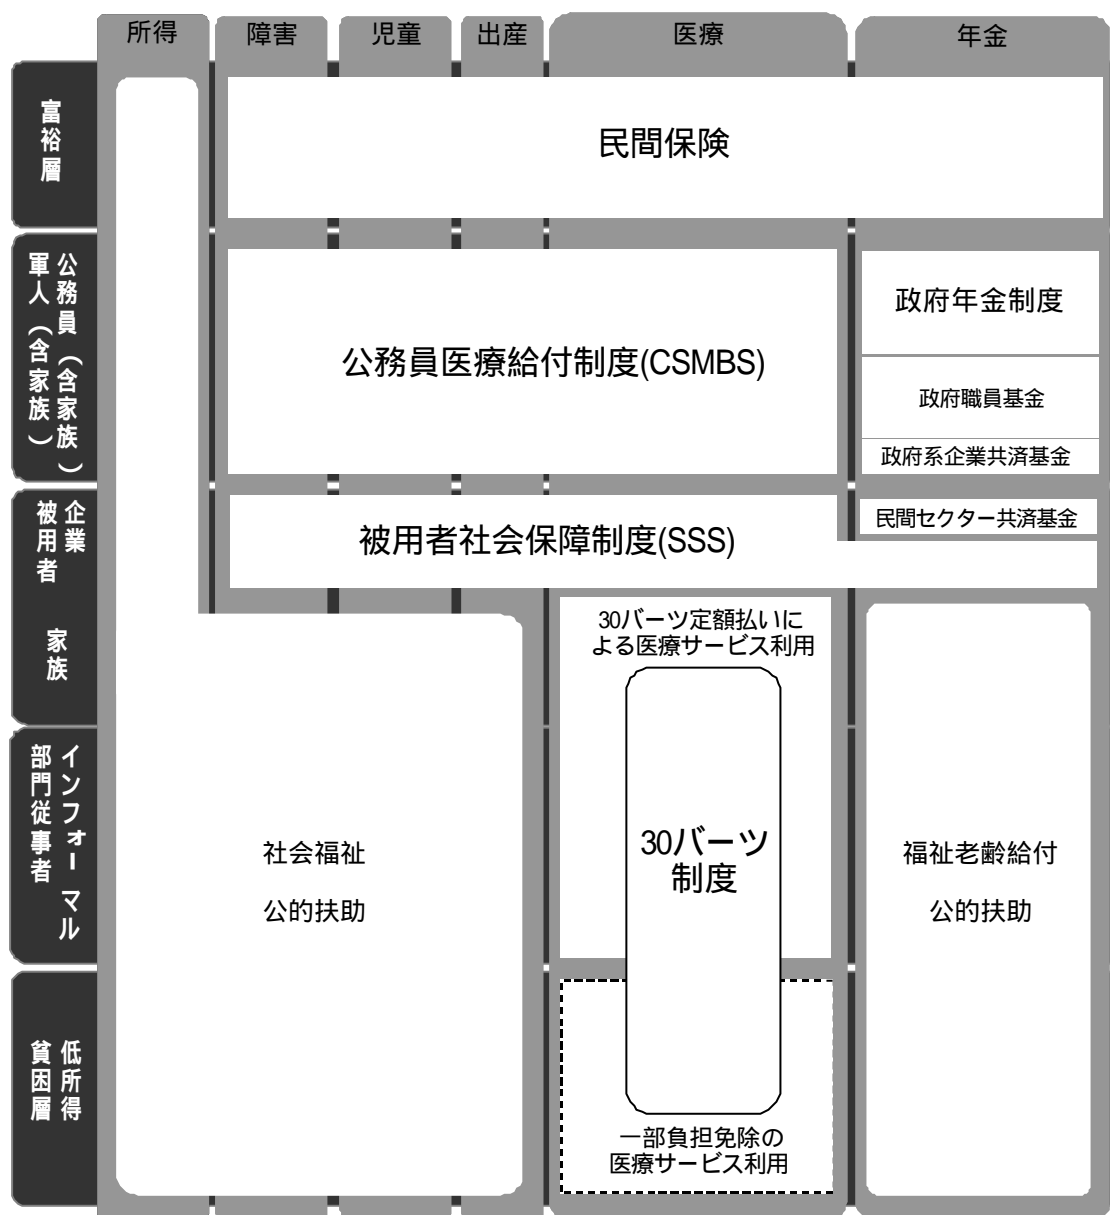 所得
障害
児童
出産
医療
年金
富裕層
民間保険
公務員（含家族）
軍人（含家族）
公務員医療給付制度(CSMBS)
政府年金制度
政府職員基金
政府系企業共済基金
企業
被用者
家族
被用者社会保障制度(SSS)
民間セクター共済基金
30バーツ定額払いに
よる医療サービス利用
インフォーマル
部門従事者
社会福祉
公的扶助
30バーツ
制度
福祉老齢給付
公的扶助
低所得
貧困層
一部負担免除の
医療サービス利用